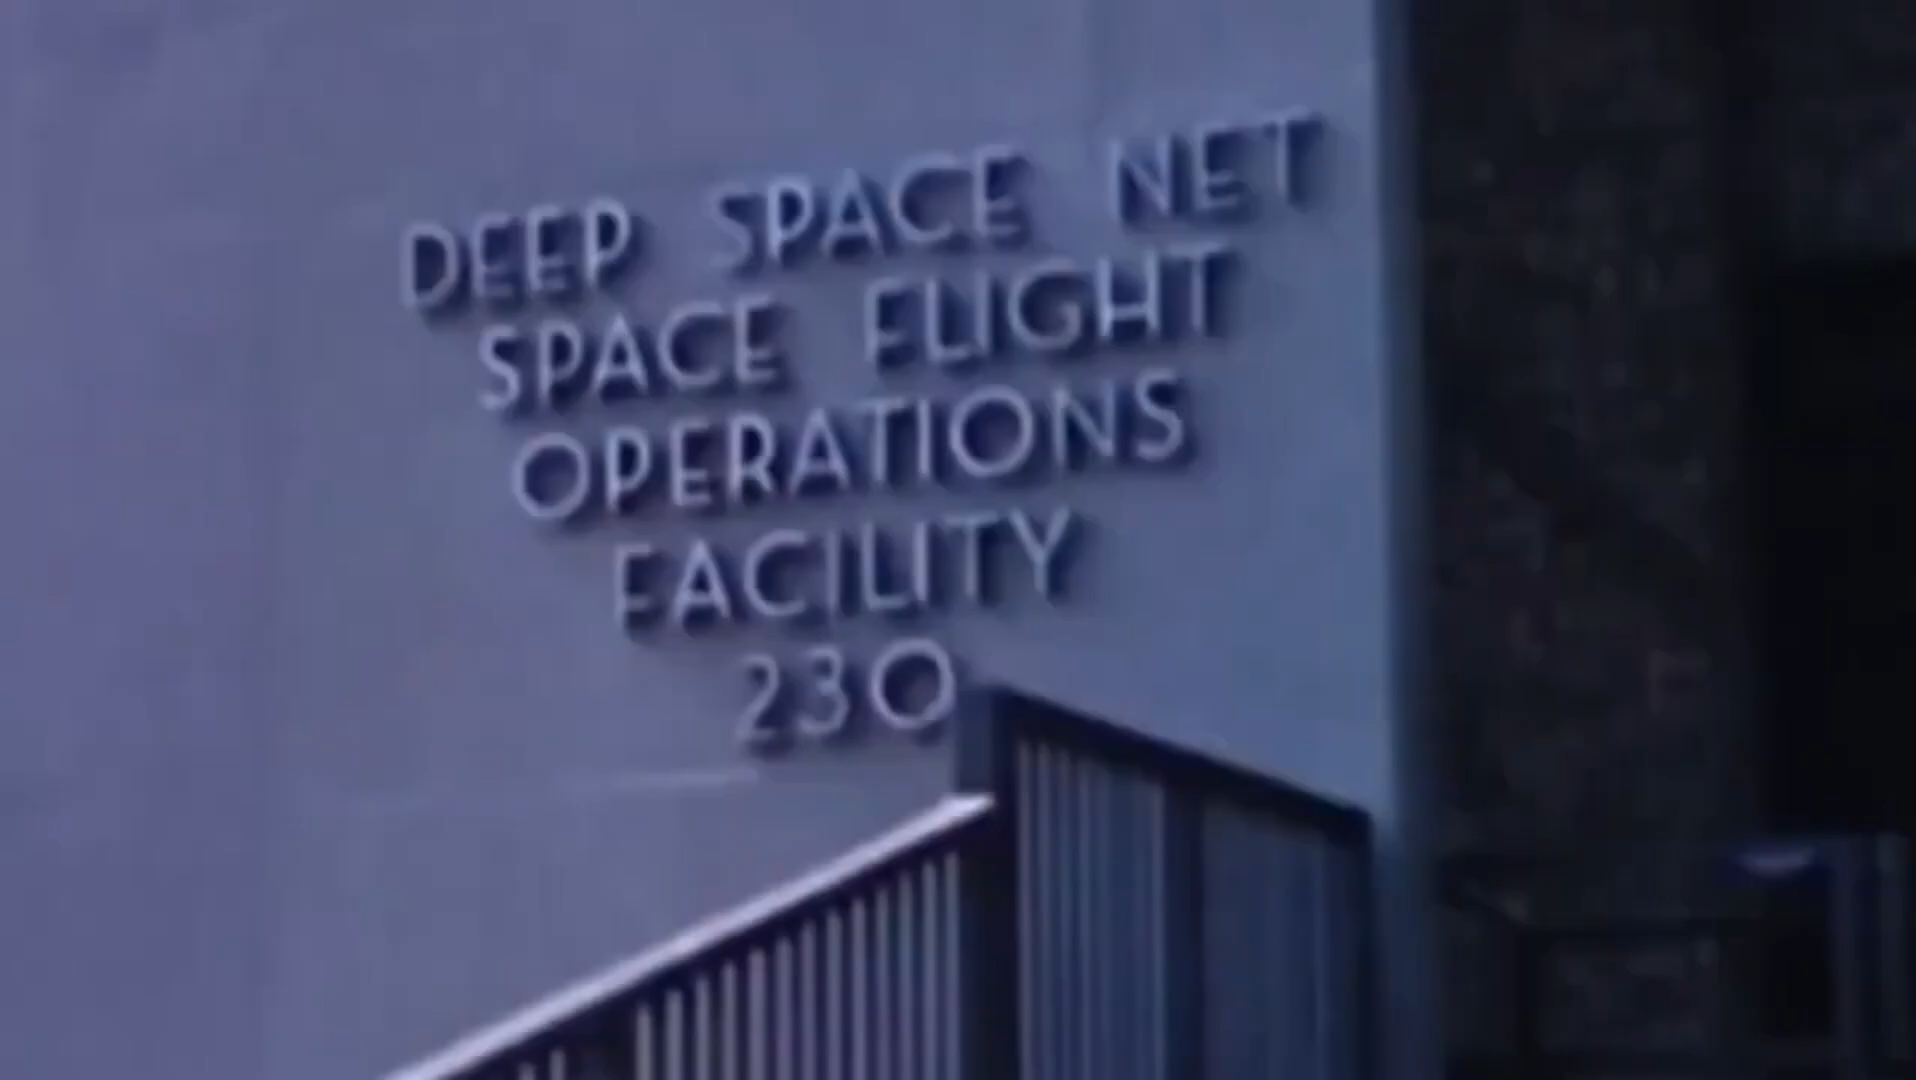 DEEP SPACE NET
SPACE FLIGHT
OPERATIONS
FACILITY
230